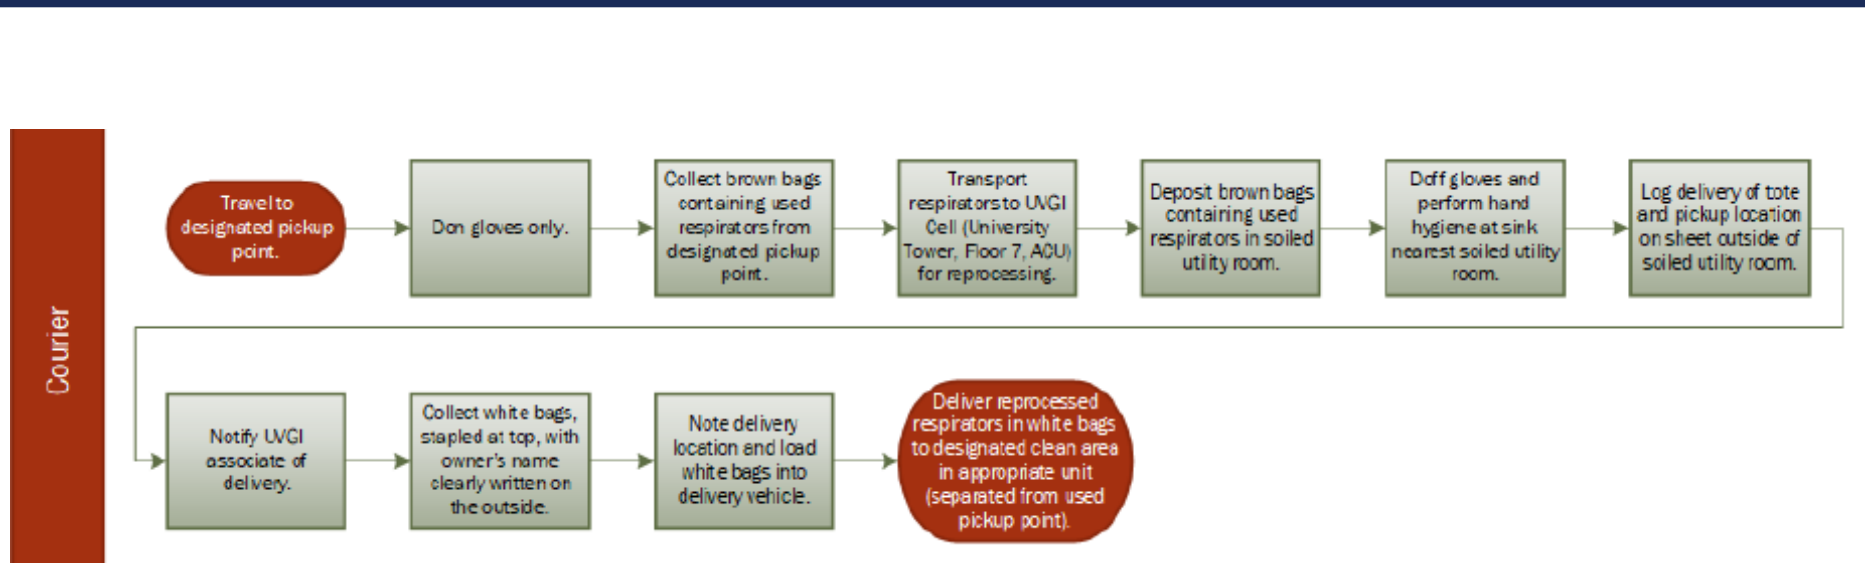 Courier
Travel to
designated pickup
point.
Don gloves only.
Collect brown bags
containing used
respirators from
designated pickup
point.
Transport
respirators to UVGI
Cell (University
Tower, Floor 7, ACU)
for reprocessing.
Deposit brown bags
containing used
respirators in soiled
utility room.
Doff gloves and
perform hand
hygiene at sink
nearest soiled utility
room.
Log delivery of tote
and pickup location
on sheet outside of
soiled utility room.
Notify UVGI
associate of
delivery.
Collect white bags,
stapled at top, with
owner's name
clearly written on
the outside.
Note delivery
location and load
white bags into
delivery vehicle.
Deliver reprocessed
respirators in white bags
to designated clean area
in appropriate unit
(separated from used
pickup point).